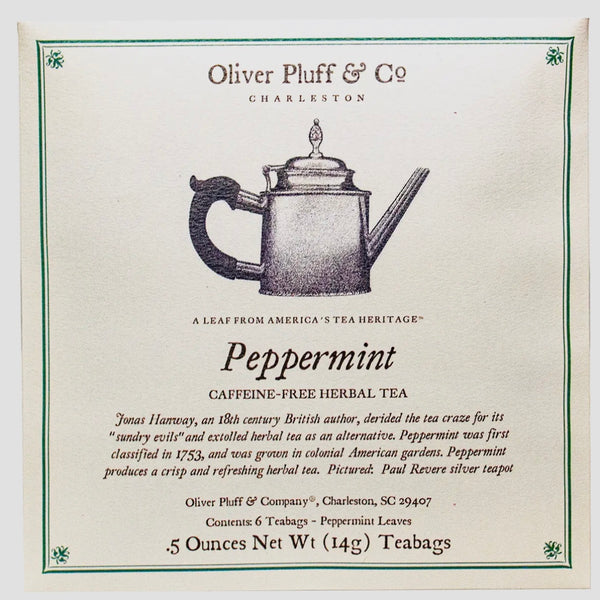 Oliver Pluff & Co
CHARLESTON
A LEAF FROM AMERICA'S TEA HERITAGE™
Peppermint
CAFFEINE-FREE HERBAL TEA
Jonas Hanway, an 18th century British author, derided the tea craze for its
"sundry evils" and extolled herbal tea as an alternative. Peppermint was first
classified in 1753, and was grown in colonial American gardens. Peppermint
produces a crisp and refreshing herbal tea. Pictured: Paul Revere silver teapot
Oliver Pluff & Company®, Charleston, SC 29407
Contents: 6 Teabags - Peppermint Leaves
.5 Ounces Net Wt (14g) Teabags